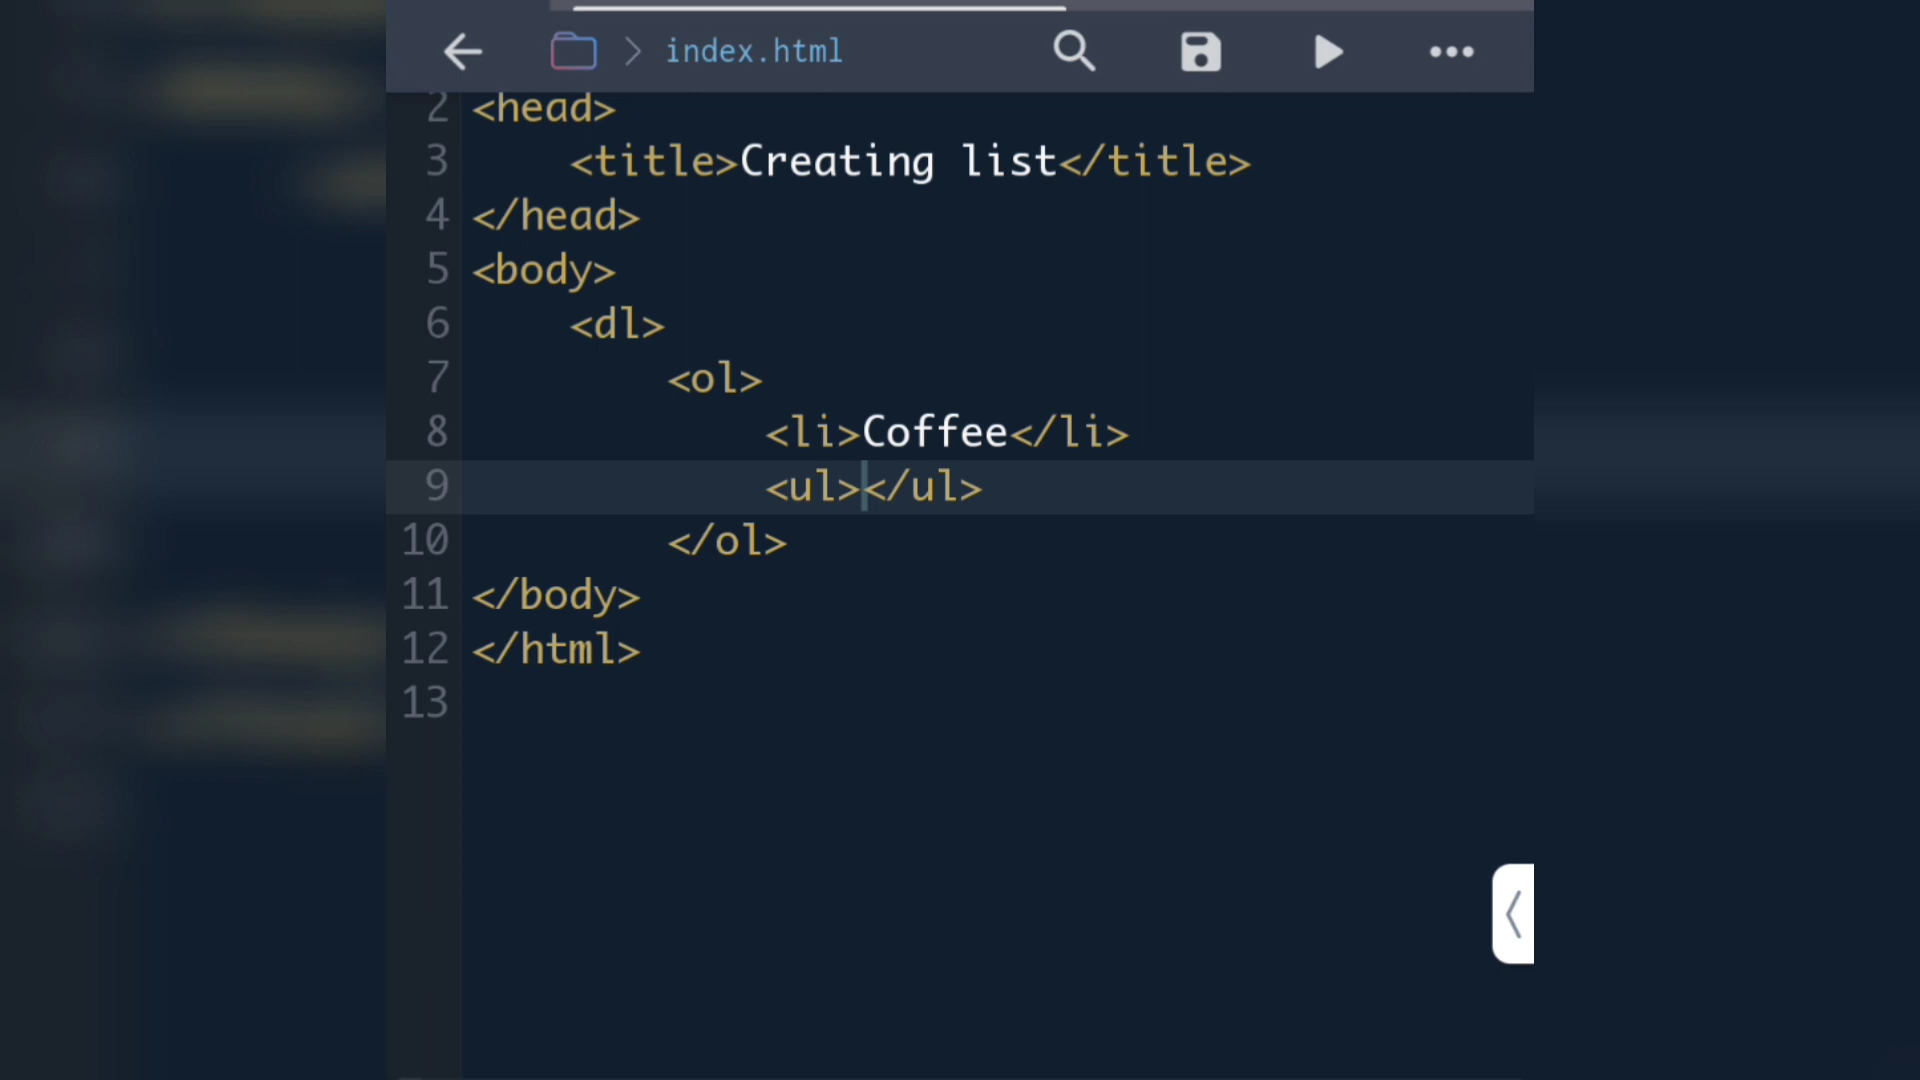 index.html
2 <head>
3 <title>Creating list</title>
4 </head>
5 <body>
6 <dl>
7 <ol>
8 <li>Coffee</li>
9 <ul></ul>
10 </ol>
11 </body>
12 </html>
13